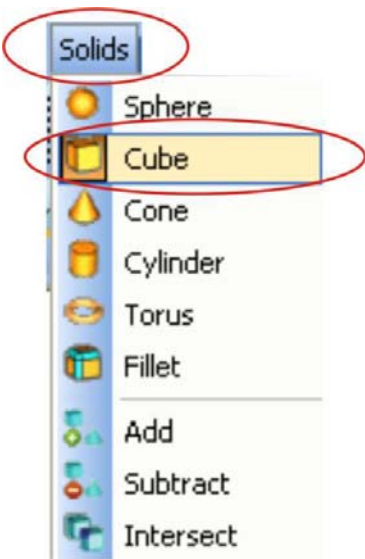 Solids
Sphere
Cube
Cone
Cylinder
Torus
Fillet
Add
Subtract
Intersect